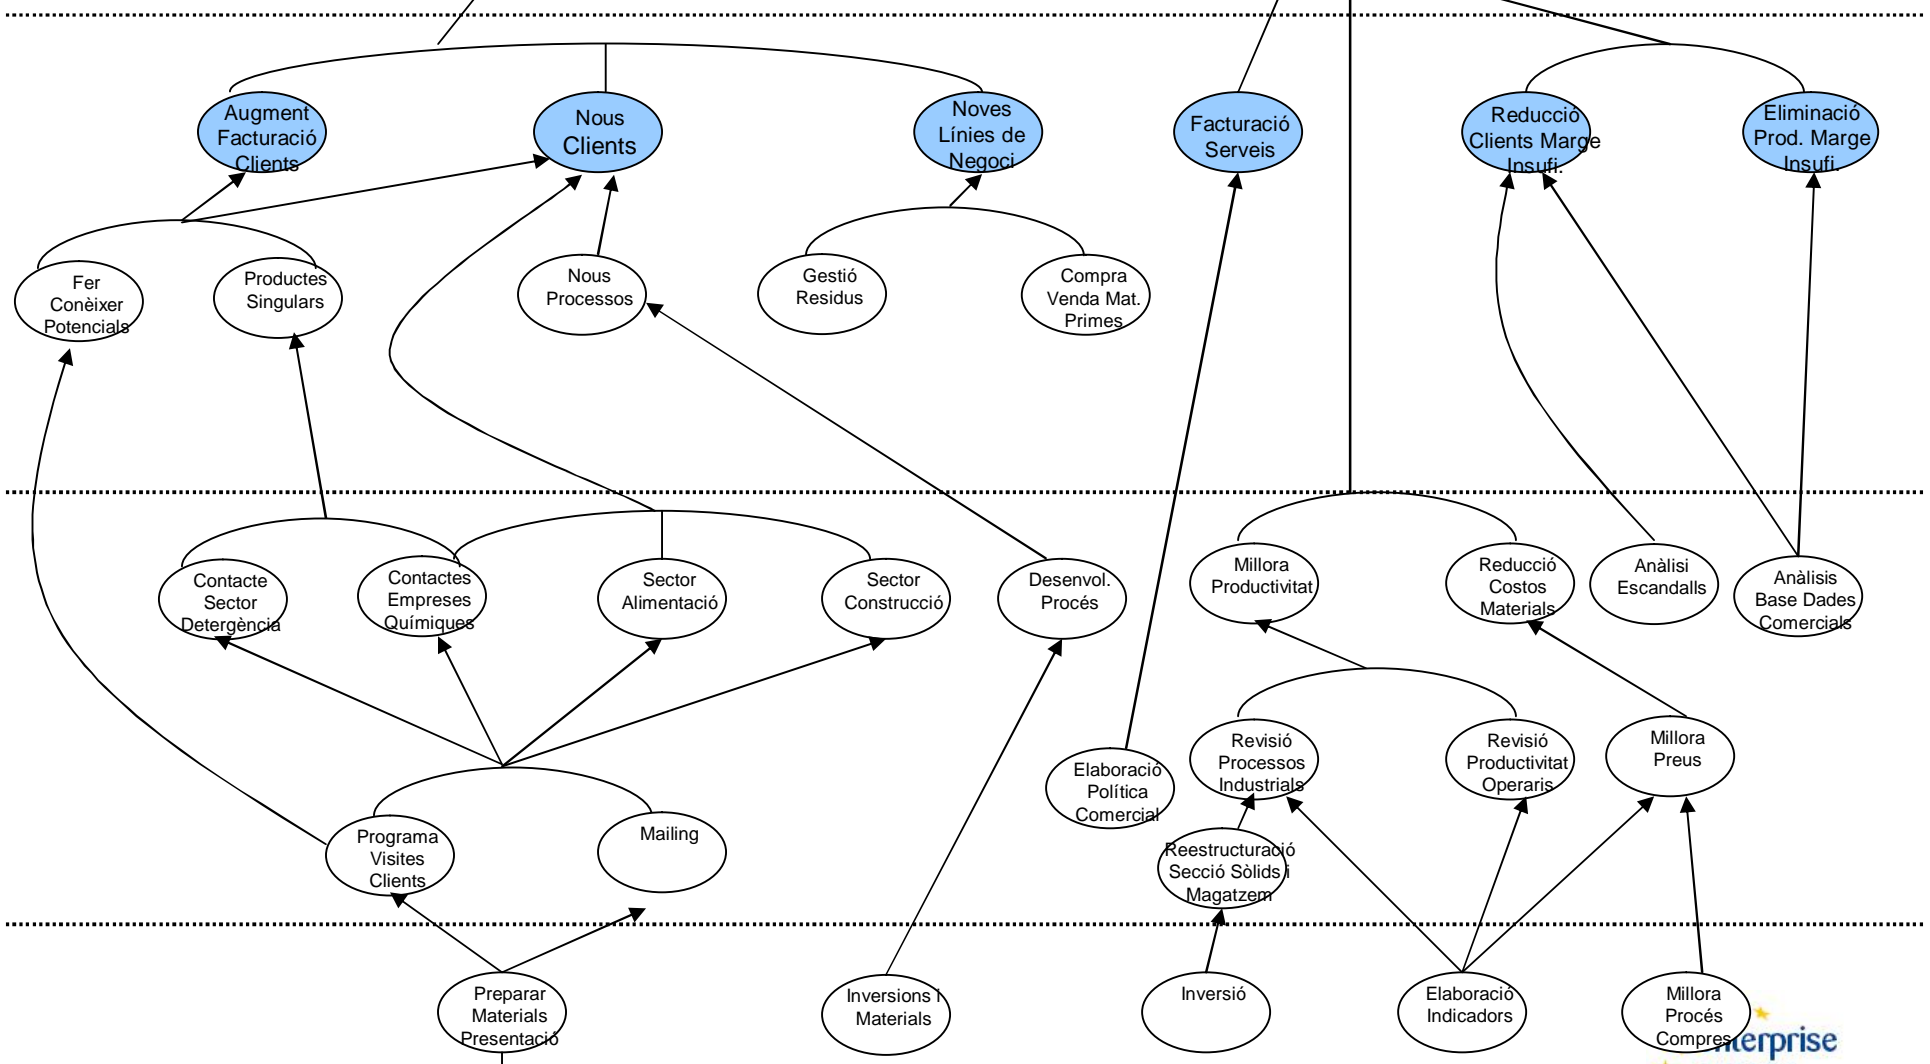 Augment
Facturació
Clients
Nous
Clients
Noves
Línies de
Negoci
Facturació
Serveis
Reducció
Clients Marge
Insufi.
Eliminació
Prod. Marge
Insufi.
Fer
Conèixer
Potencials
Productes
Singulars
Nous
Processos
Gestió
Residus
Compra
Venda Mat.
Primes
Contacte
Sector
Detergència
Contactes
Empreses
Químiques
Sector
Alimentació
Sector
Construcció
Desenvol.
Procés
Millora
Productivitat
Reducció
Costos
Materials
Anàlisi
Escandalls
Anàlisis
Base Dades
Comercials
Elaboració
Política
Comercial
Revisió
Processos
Industrials
Revisió
Productivitat
Operaris
Millora
Preus
Programa
Visites
Clients
Mailing
Reestructuració
Secció Sòlids i
Magatzem
Preparar
Materials
Presentació
Inversions i
Materials
Inversió
Elaboració
Indicadors
Millora
Procés
Compres